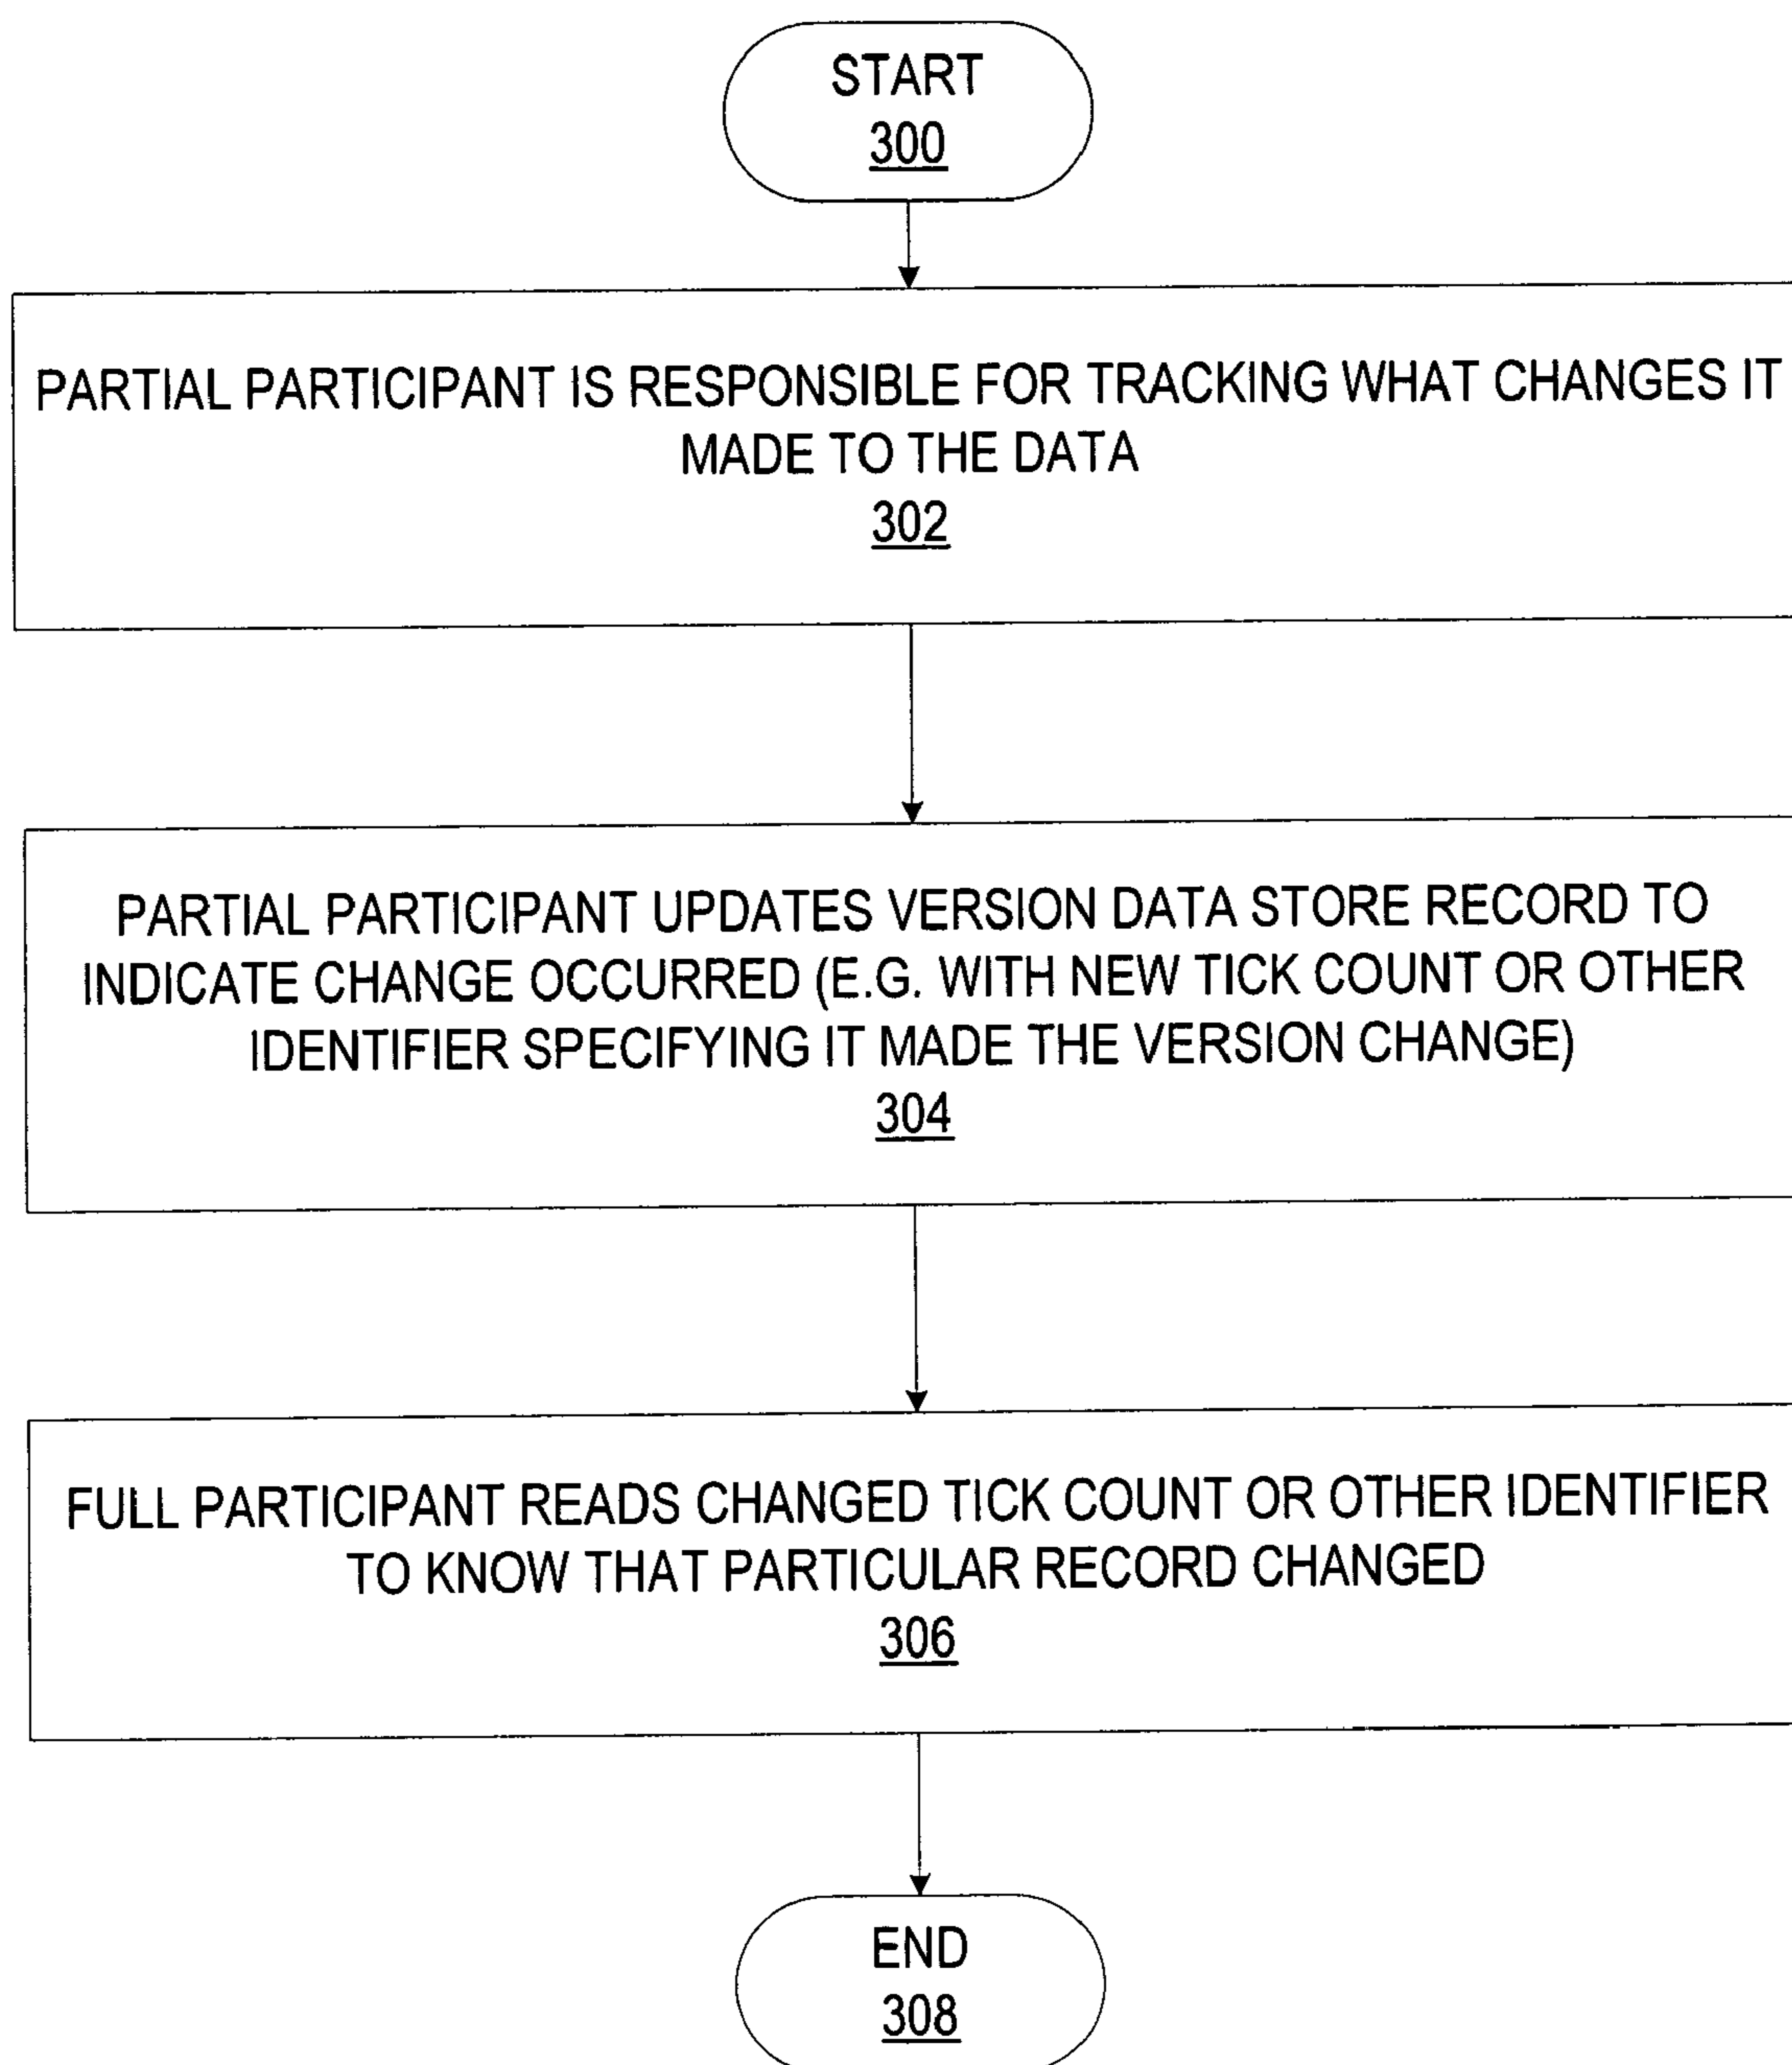 START
300
PARTIAL PARTICIPANT IS RESPONSIBLE FOR TRACKING WHAT CHANGES IT
MADE TO THE DATA
302
PARTIAL PARTICIPANT UPDATES VERSION DATA STORE RECORD TO
INDICATE CHANGE OCCURRED (E.G. WITH NEW TICK COUNT OR OTHER
IDENTIFIER SPECIFYING IT MADE THE VERSION CHANGE)
304
FULL PARTICIPANT READS CHANGED TICK COUNT OR OTHER IDENTIFIER
TO KNOW THAT PARTICULAR RECORD CHANGED
306
END
308